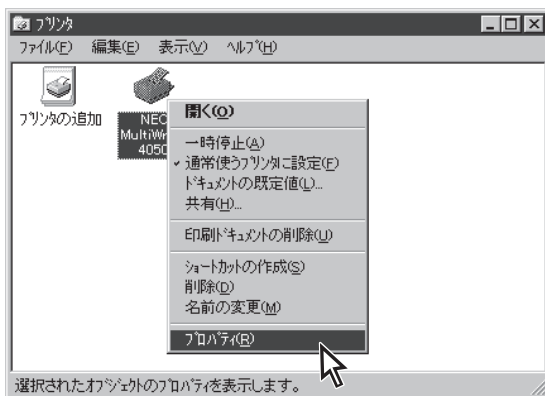 プリンタ
ファイル(F) 編集(E) 表示(V) ヘルプ(H)
プリンタの追加
NEC
MultiWr
4050
開く(O)
一時停止(A)
通常使うプリンタに設定(F)
ドキュメントの既定値(L)...
共有(H)...
印刷ドキュメントの削除(U)
ショートカットの作成(S)
削除(D)
名前の変更(M)
プロパティ(R)
選択されたオブジェクトのプロパティを表示します。